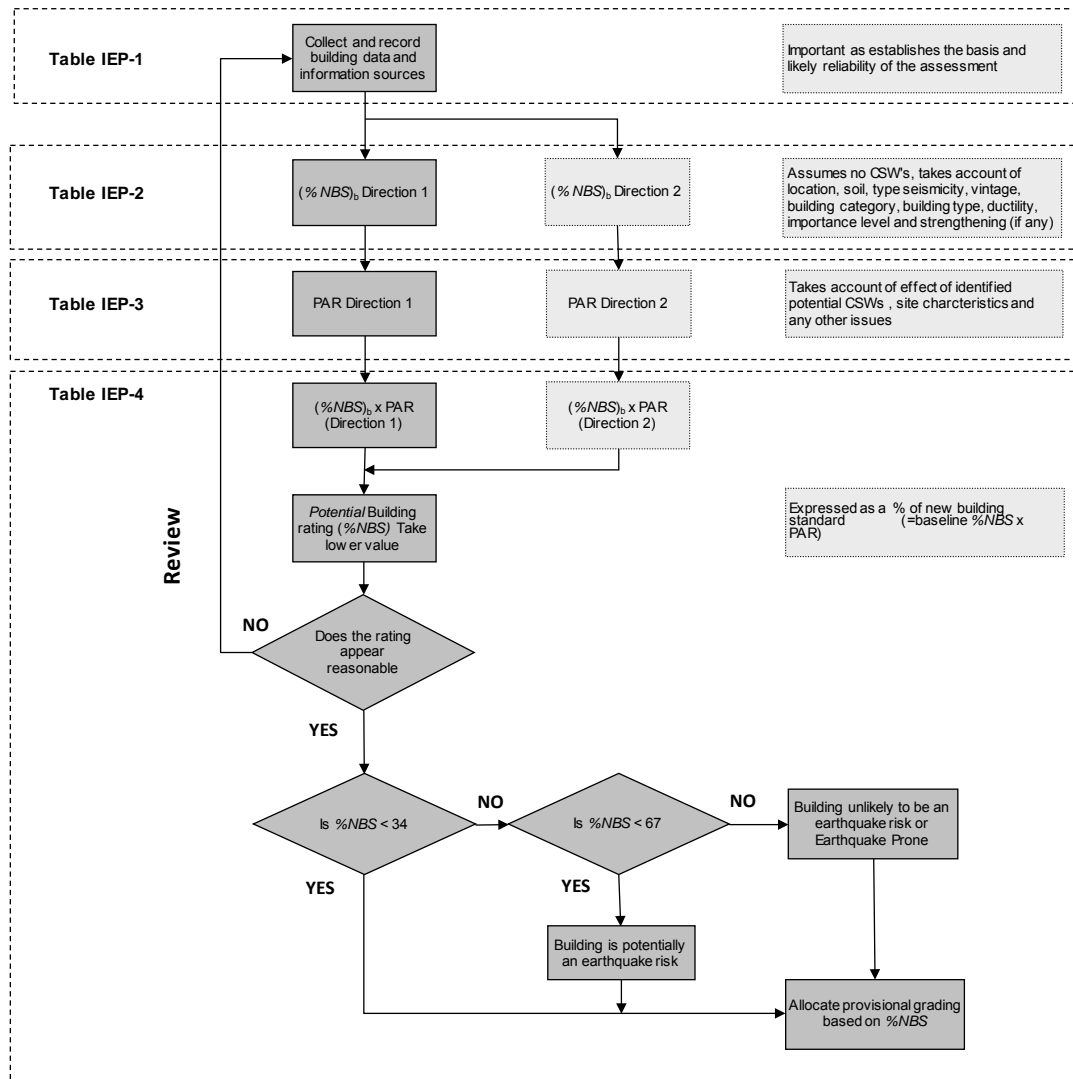 Table IEP-1
Collect and record
building data and
information sources
Important as establishes the basis and
likely reliability of the assessment
Table IEP-2
(% NBS)b Direction 1
(% NBS)b Direction 2
Assumes no CSW's, takes account of
location, soil, type seismicity, vintage,
building category, building type, ductility,
importance level and strengthening (if any)
Table IEP-3
PAR Direction 1
PAR Direction 2
Takes account of effect of identified
potential CSWs , site charcteristics and
any other issues
Table IEP-4
(%NBS)b x PAR
(Direction 1)
(%NBS)b x PAR
(Direction 2)
Potential Building
rating (%NBS) Take
lower value
Expressed as a % of new building
standard (=baseline %NBS x
PAR)
Review
NO
Does the rating
appear
reasonable
YES
Is %NBS < 34
NO
Is %NBS < 67
NO
Building unlikely to be an
earthquake risk or
Earthquake Prone
YES
YES
Building is potentially
an earthquake risk
Allocate provisional grading
based on %NBS